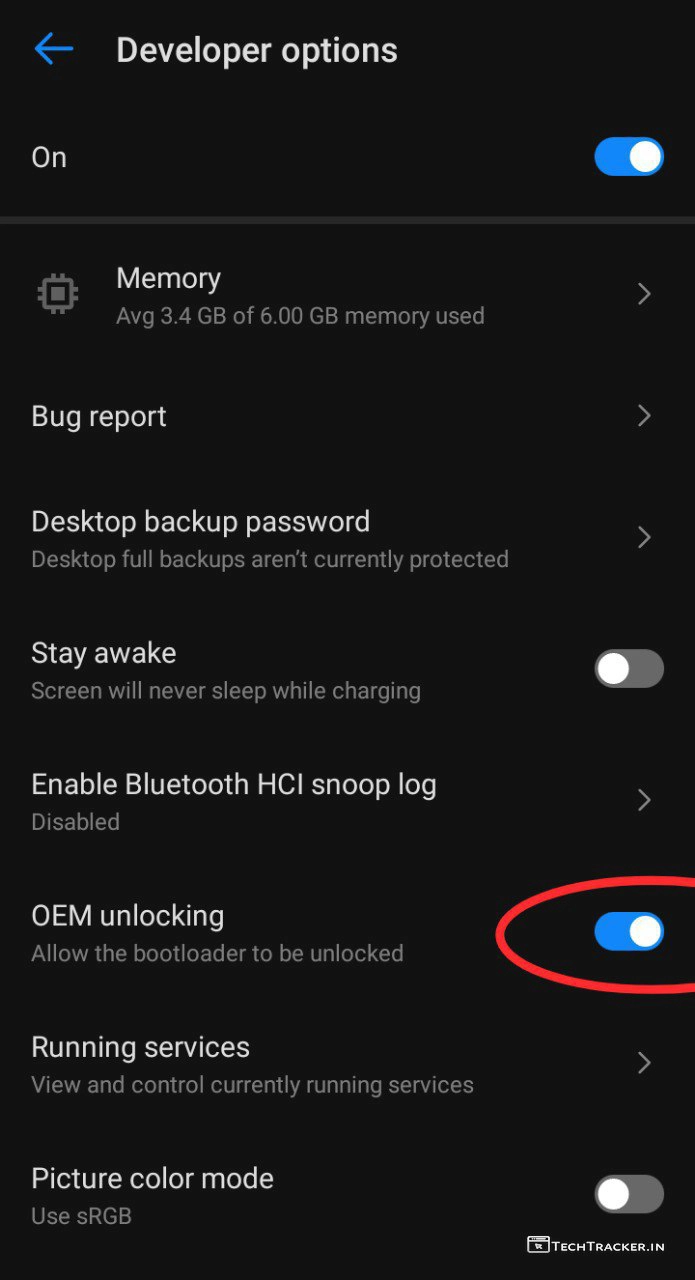 Developer options
On
Memory
Avg 3.4 GB of 6.00 GB memory used
Bug report
Desktop backup password
Desktop full backups aren’t currently protected
Stay awake
Screen will never sleep while charging
Enable Bluetooth HCI snoop log
Disabled
OEM unlocking
Allow the bootloader to be unlocked
Running services
View and control currently running services
Picture color mode
Use sRGB
TechTracker.in